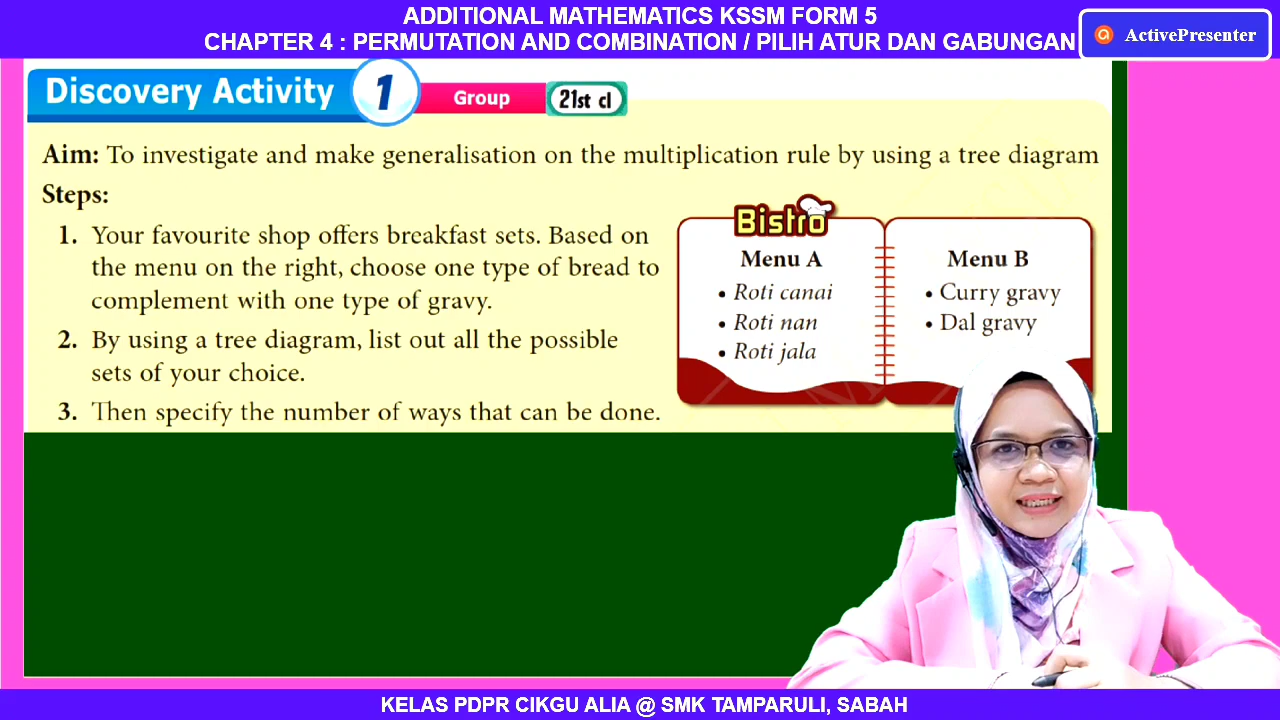 ADDITIONAL MATHEMATICS KSSM FORM 5
CHAPTER 4 : PERMUTATION AND COMBINATION / PILIH ATUR DAN GABUNGAN
ActivePresenter
Discovery Activity 1 Group 21st cl
Aim: To investigate and make generalisation on the multiplication rule by using a tree diagram
Steps:
1. Your favourite shop offers breakfast sets. Based on
the menu on the right, choose one type of bread to
complement with one type of gravy.
2. By using a tree diagram, list out all the possible
sets of your choice.
3. Then specify the number of ways that can be done.
Bistro
Menu A
• Roti canai
• Roti nan
• Roti jala
Menu B
• Curry gravy
• Dal gravy
KELAS PDPR CIKGU ALIA @ SMK TAMPARULI, SABAH